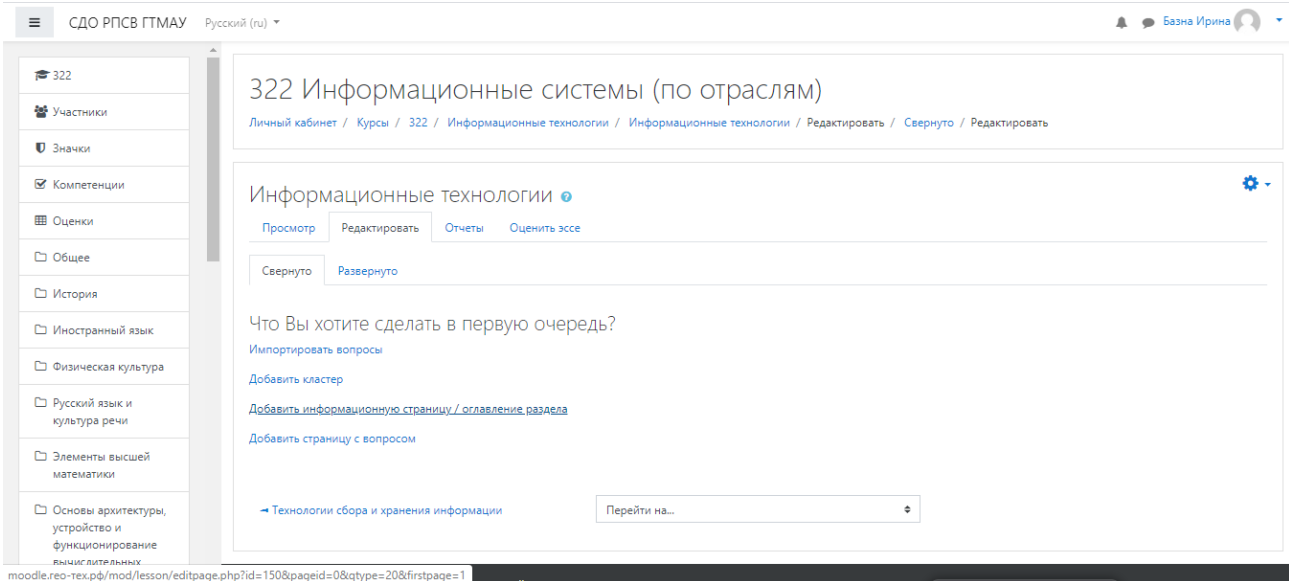 СДО РПСВ ГТМАУ Русский (ru)
Базна Ирина
322
Участники
Значки
Компетенции
Оценки
Общее
История
Иностранный язык
Физическая культура
Русский язык и
культура речи
Элементы высшей
математики
Основы архитектуры,
устройство и
функционирование
вычислительных
322 Информационные системы (по отраслям)
Личный кабинет / Курсы / 322 / Информационные технологии / Информационные технологии / Редактировать / Свернуто / Редактировать
Информационные технологии
Просмотр Редактировать Отчеты Оценить эссе
Свернуто Развернуто
Что Вы хотите сделать в первую очередь?
Импортировать вопросы
Добавить кластер
Добавить информационную страницу / оглавление раздела
Добавить страницу с вопросом
◄ Технологии сбора и хранения информации
Перейти на...
moodle.reo-тех.рф/mod/lesson/editpage.php?id=150&pageid=0&qtype=20&firstpage=1